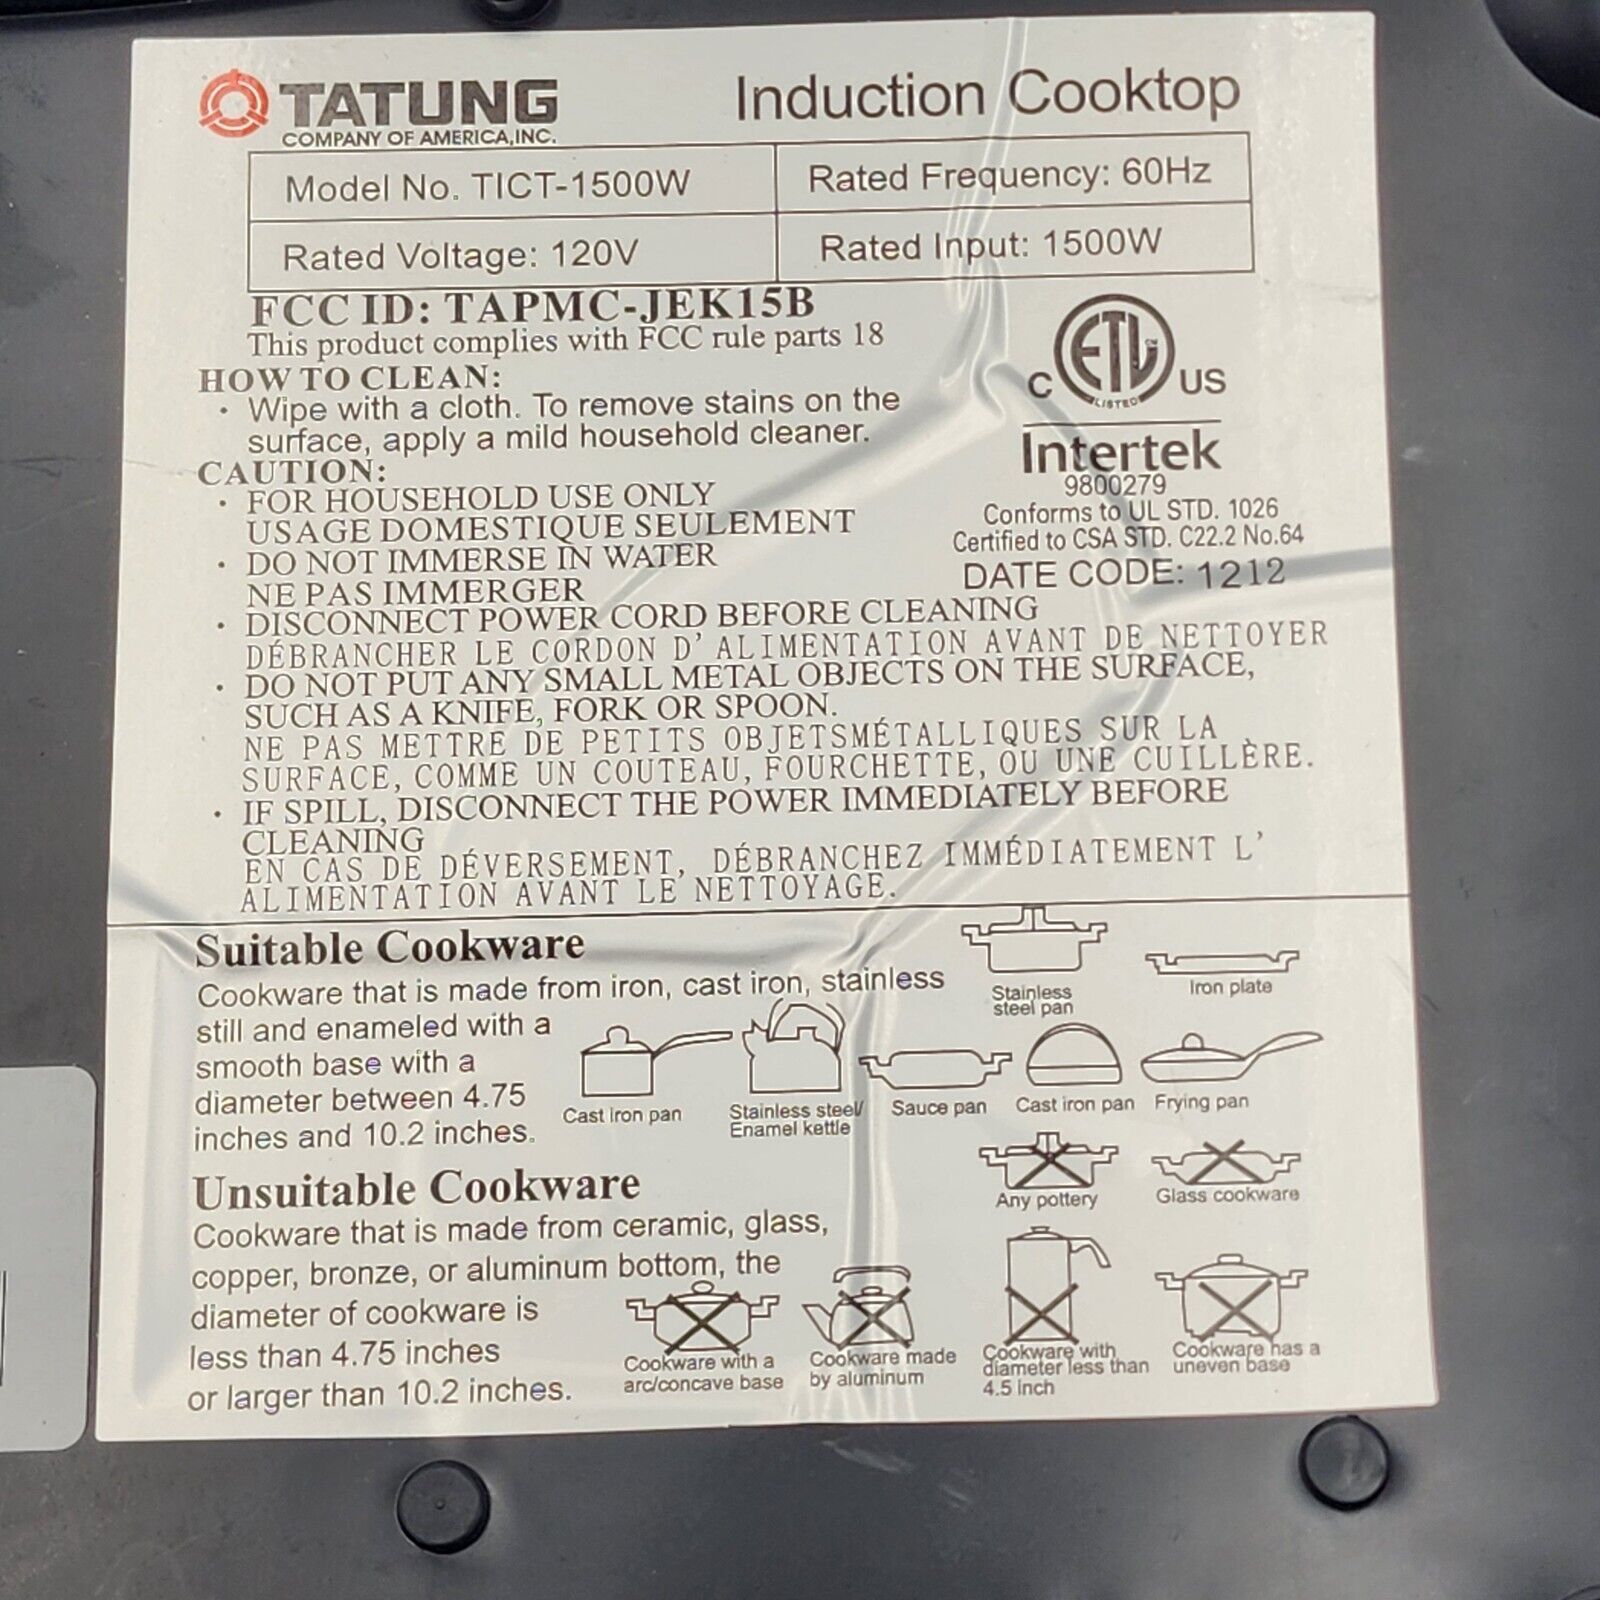 TATUNG
COMPANY OF AMERICA,INC.
Induction Cooktop
Model No. TICT-1500W
Rated Frequency: 60Hz
Rated Voltage: 120V
Rated Input: 1500W
FCC ID: TAPMC-JEK15B
This product complies with FCC rule parts 18
HOW TO CLEAN:
· Wipe with a cloth. To remove stains on the
surface, apply a mild household cleaner.
CAUTION:
· FOR HOUSEHOLD USE ONLY
USAGE DOMESTIQUE SEULEMENT
· DO NOT IMMERSE IN WATER
NE PAS IMMERGER
· DISCONNECT POWER CORD BEFORE CLEANING
DÉBRANCHER LE CORDON D' ALIMENTATION AVANT DE NETTOYER
· DO NOT PUT ANY SMALL METAL OBJECTS ON THE SURFACE,
SUCH AS A KNIFE, FORK OR SPOON.
NE PAS METTRE DE PETITS OBJETSMÉTALLIQUES SUR LA
SURFACE, COMME UN COUTEAU, FOURCHETTE, OU UNE CUILLÈRE.
· IF SPILL, DISCONNECT THE POWER IMMEDIATELY BEFORE
CLEANING
EN CAS DE DÉVERSEMENT, DÉBRANCHEZ IMMÉDIATEMENT L'
ALIMENTATION AVANT LE NETTOYAGE.
C ETL US
LISTED
Intertek
9800279
Conforms to UL STD. 1026
Certified to CSA STD. C22.2 No.64
DATE CODE: 1212
Suitable Cookware
Cookware that is made from iron, cast iron, stainless
still and enameled with a
smooth base with a
diameter between 4.75
inches and 10.2 inches.
Stainless
steel pan
Iron plate
Cast iron pan
Stainless steel/
Enamel kettle
Sauce pan
Cast iron pan
Frying pan
Unsuitable Cookware
Cookware that is made from ceramic, glass,
copper, bronze, or aluminum bottom, the
diameter of cookware is
less than 4.75 inches
or larger than 10.2 inches.
Any pottery
Glass cookware
Cookware with a
arc/concave base
Cookware made
by aluminum
Cookware with
diameter less than
4.5 inch
Cookware has a
uneven base